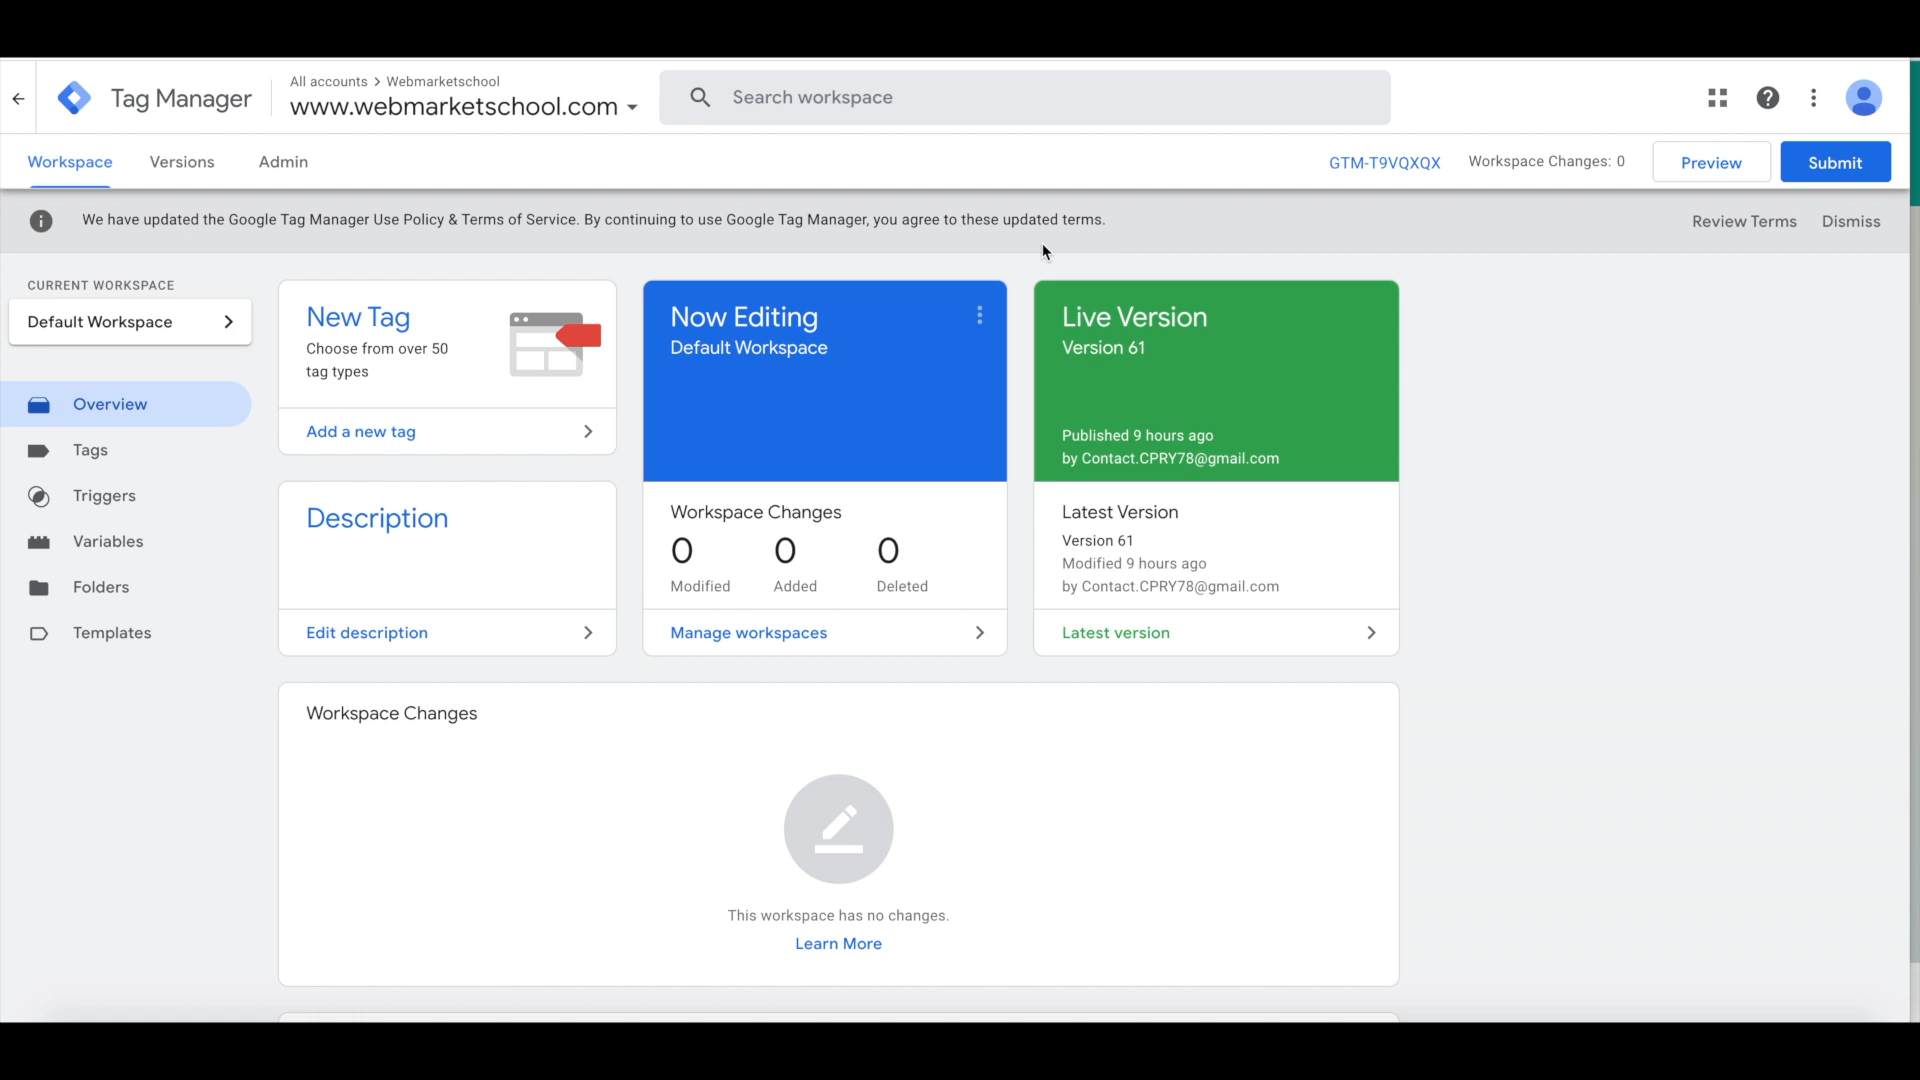 Tag Manager
All accounts > Webmarketschool
www.webmarketschool.com
Search workspace
Workspace
Versions
Admin
GTM-T9VQXQX
Workspace Changes: 0
Preview
Submit
We have updated the Google Tag Manager Use Policy & Terms of Service. By continuing to use Google Tag Manager, you agree to these updated terms.
Review Terms
Dismiss
CURRENT WORKSPACE
Default Workspace
Overview
Tags
Triggers
Variables
Folders
Templates
New Tag
Choose from over 50
tag types
Add a new tag
Description
Edit description
Now Editing
Default Workspace
Workspace Changes
0 0 0
Modified Added Deleted
Manage workspaces
Live Version
Version 61
Published 9 hours ago
by Contact.CPRY78@gmail.com
Latest Version
Version 61
Modified 9 hours ago
by Contact.CPRY78@gmail.com
Latest version
Workspace Changes
This workspace has no changes.
Learn More